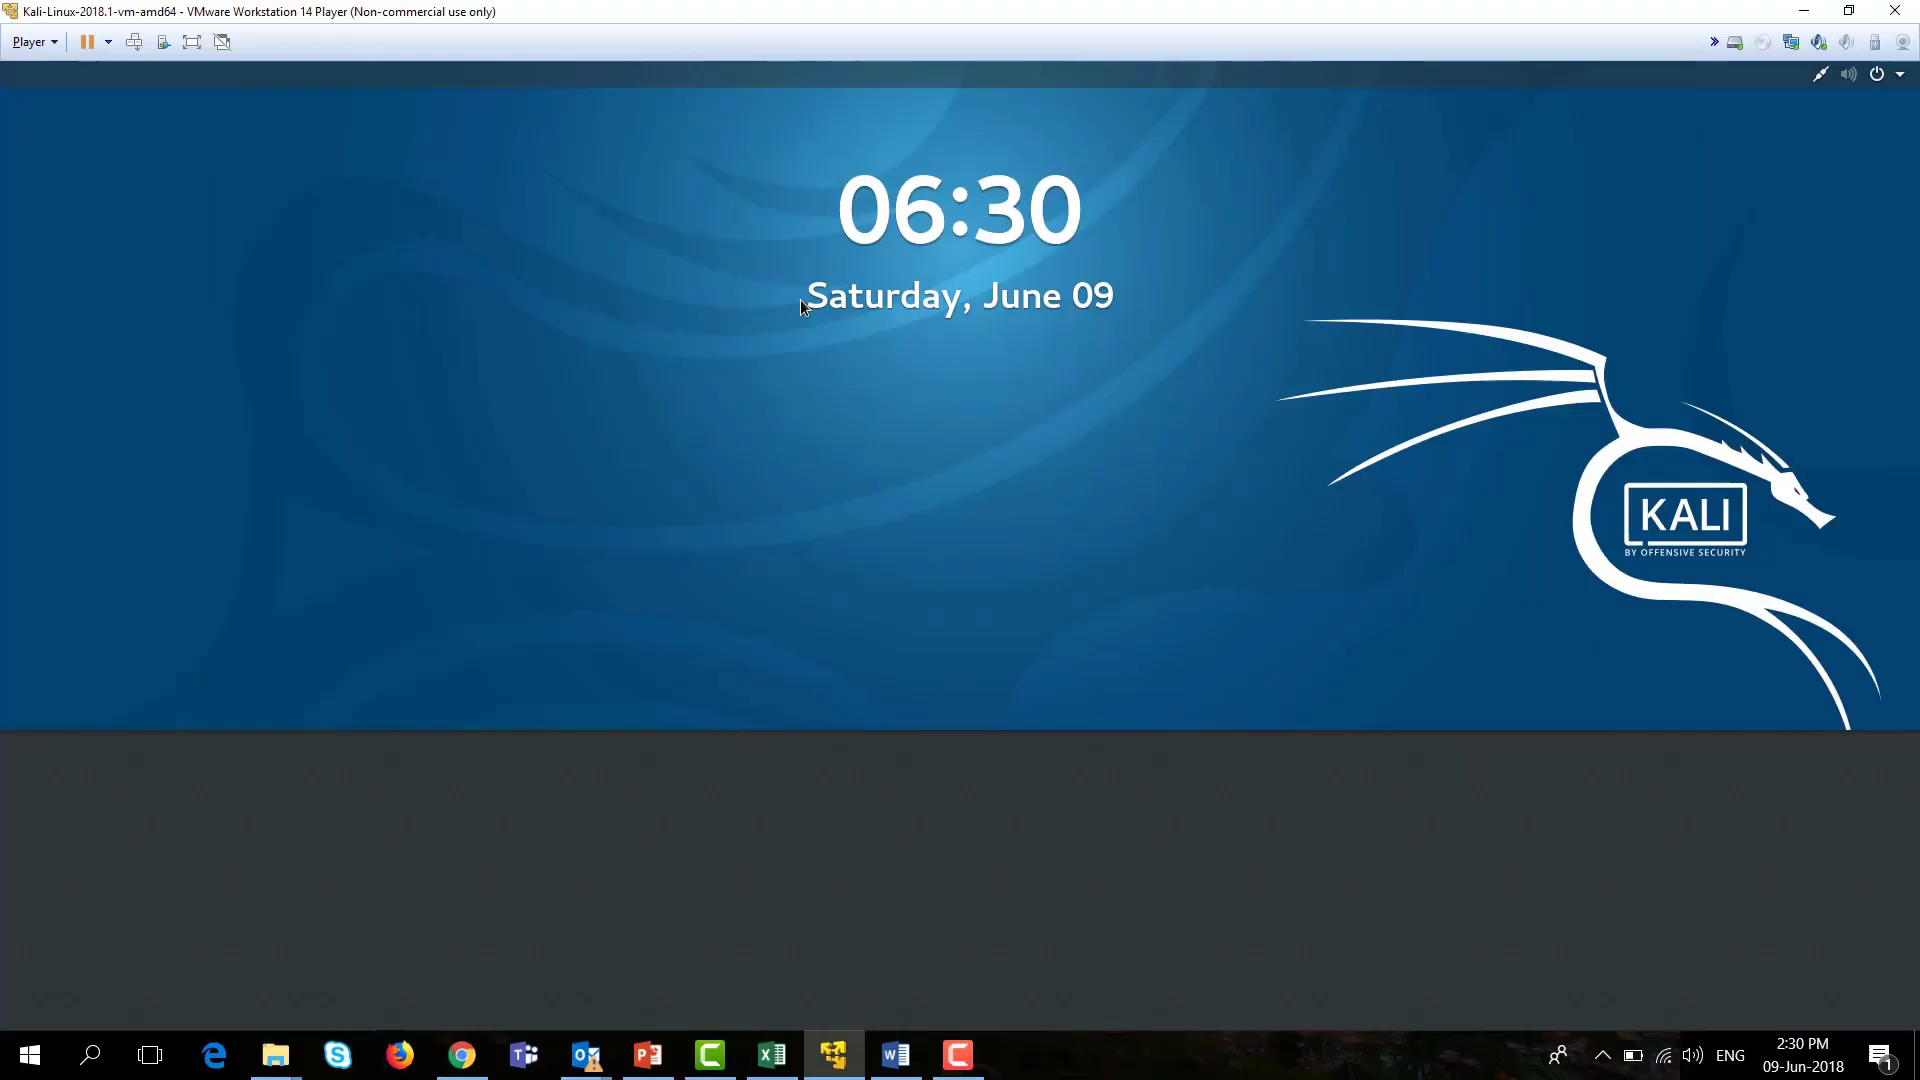 Kali-Linux-2018.1-vm-amd64 - VMware Workstation 14 Player (Non-commercial use only)
Player
06:30
Saturday, June 09
KALI
BY OFFENSIVE SECURITY
ENG
2:30 PM
09-Jun-2018
1